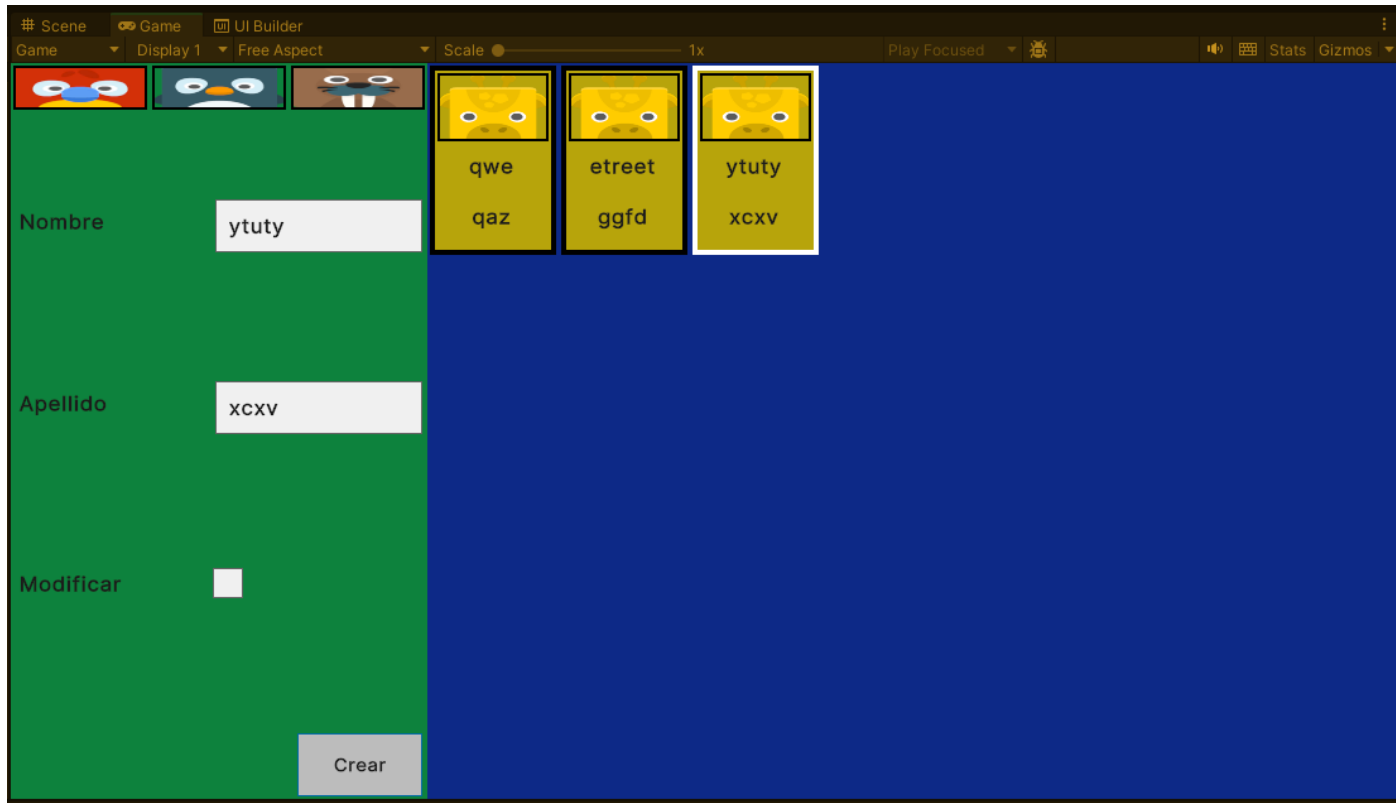 Scene Game UI Builder
Game Display 1 Free Aspect Scale 1x Play Focused Stats Gizmos
qwe etreet ytuty
qaz ggfd xcxv
Nombre ytuty
Apellido xcxv
Modificar
Crear